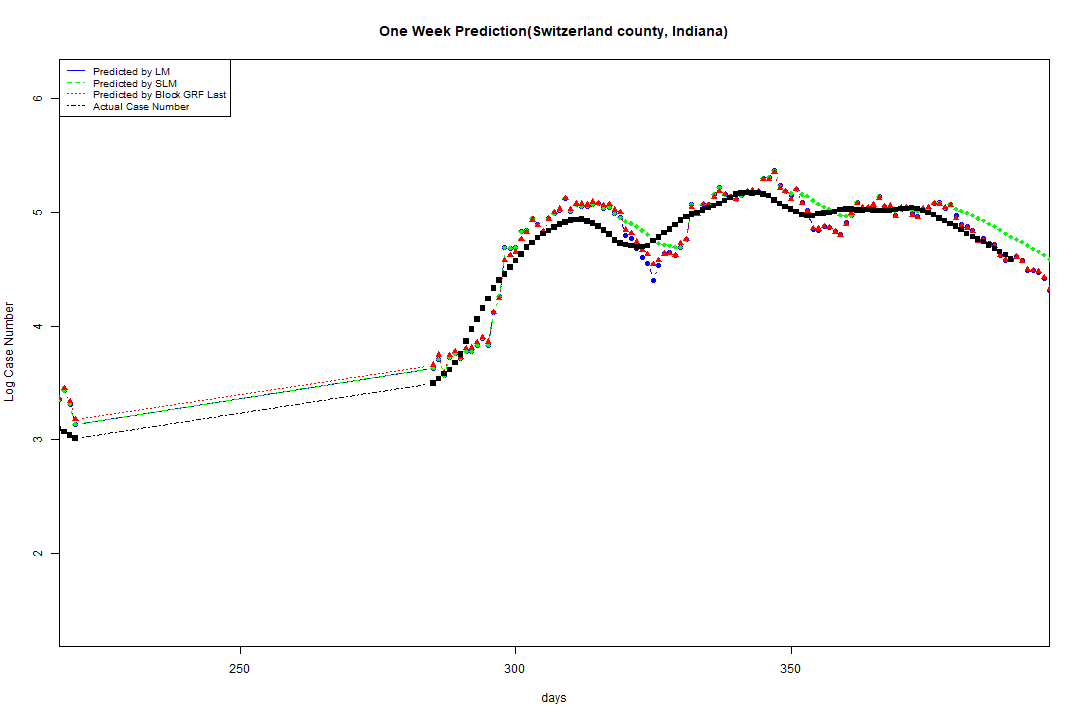 One Week Prediction(Switzerland county, Indiana)
Predicted by LM
Predicted by SLM
Predicted by Block GRF Last
Actual Case Number
6
5
4
3
2
Log Case Number
250
300
350
days